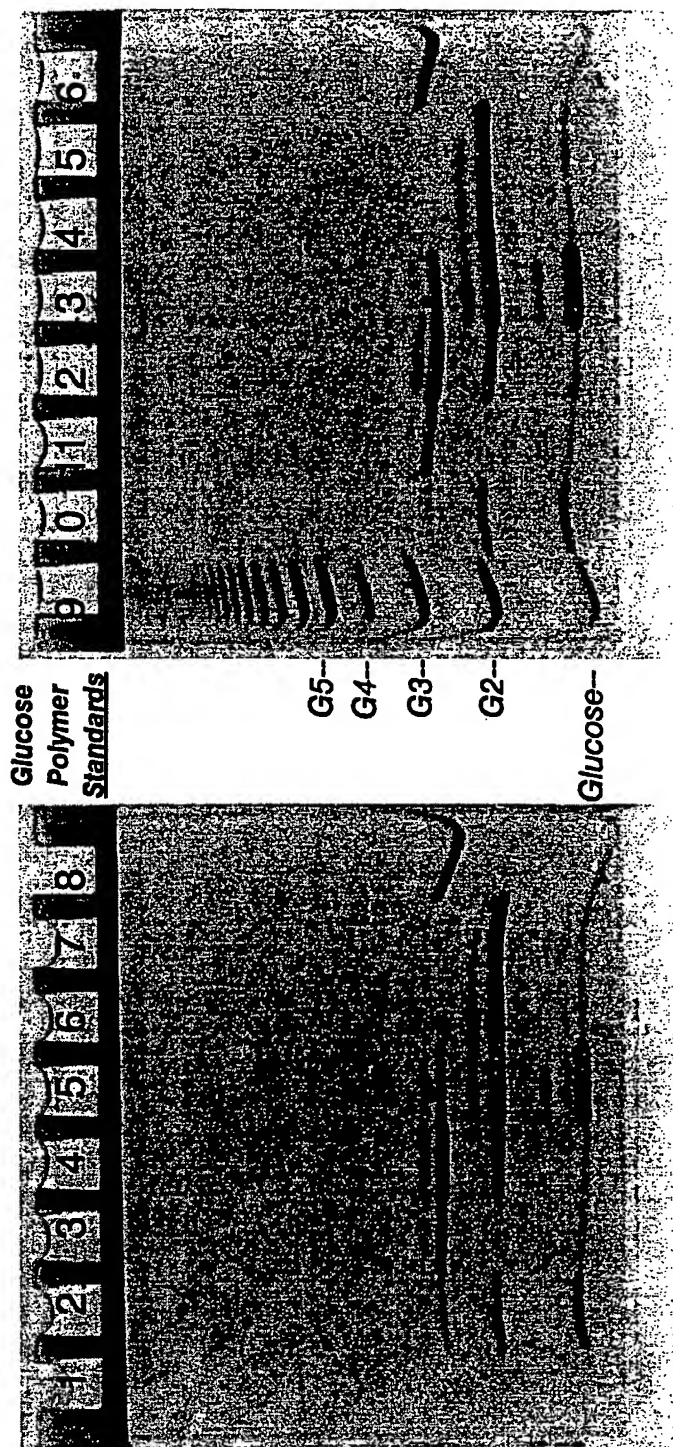 1 2 3 4 5 6 7 8
Glucose
Polymer
Standards
G5–
G4–
G3–
G2–
Glucose–
9 0 1 2 3 4 5 6